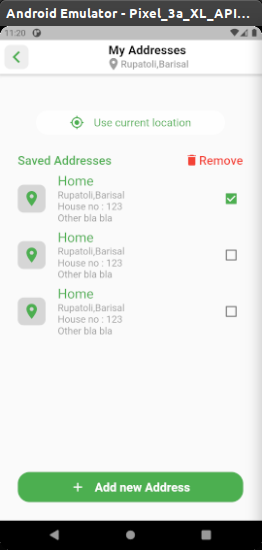 Android Emulator - Pixel_3a_XL_API...
11:20
My Addresses
Rupatoli,Barisal
Use current location
Saved Addresses
Remove
Home
Rupatoli,Barisal
House no : 123
Other bla bla
Home
Rupatoli,Barisal
House no : 123
Other bla bla
Home
Rupatoli,Barisal
House no : 123
Other bla bla
+ Add new Address